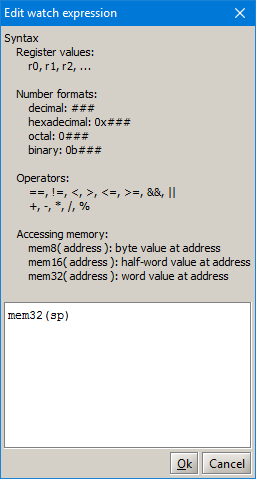 Edit watch expression
Syntax
Register values:
r0, r1, r2, ...
Number formats:
decimal: ###
hexadecimal: 0x###
octal: 0###
binary: 0b###
Operators:
==, !=, <, >, <=, >=, &&, ||
+, -, *, /, %
Accessing memory:
mem8( address ): byte value at address
mem16( address ): half-word value at address
mem32( address ): word value at address
mem32(sp)
Ok Cancel